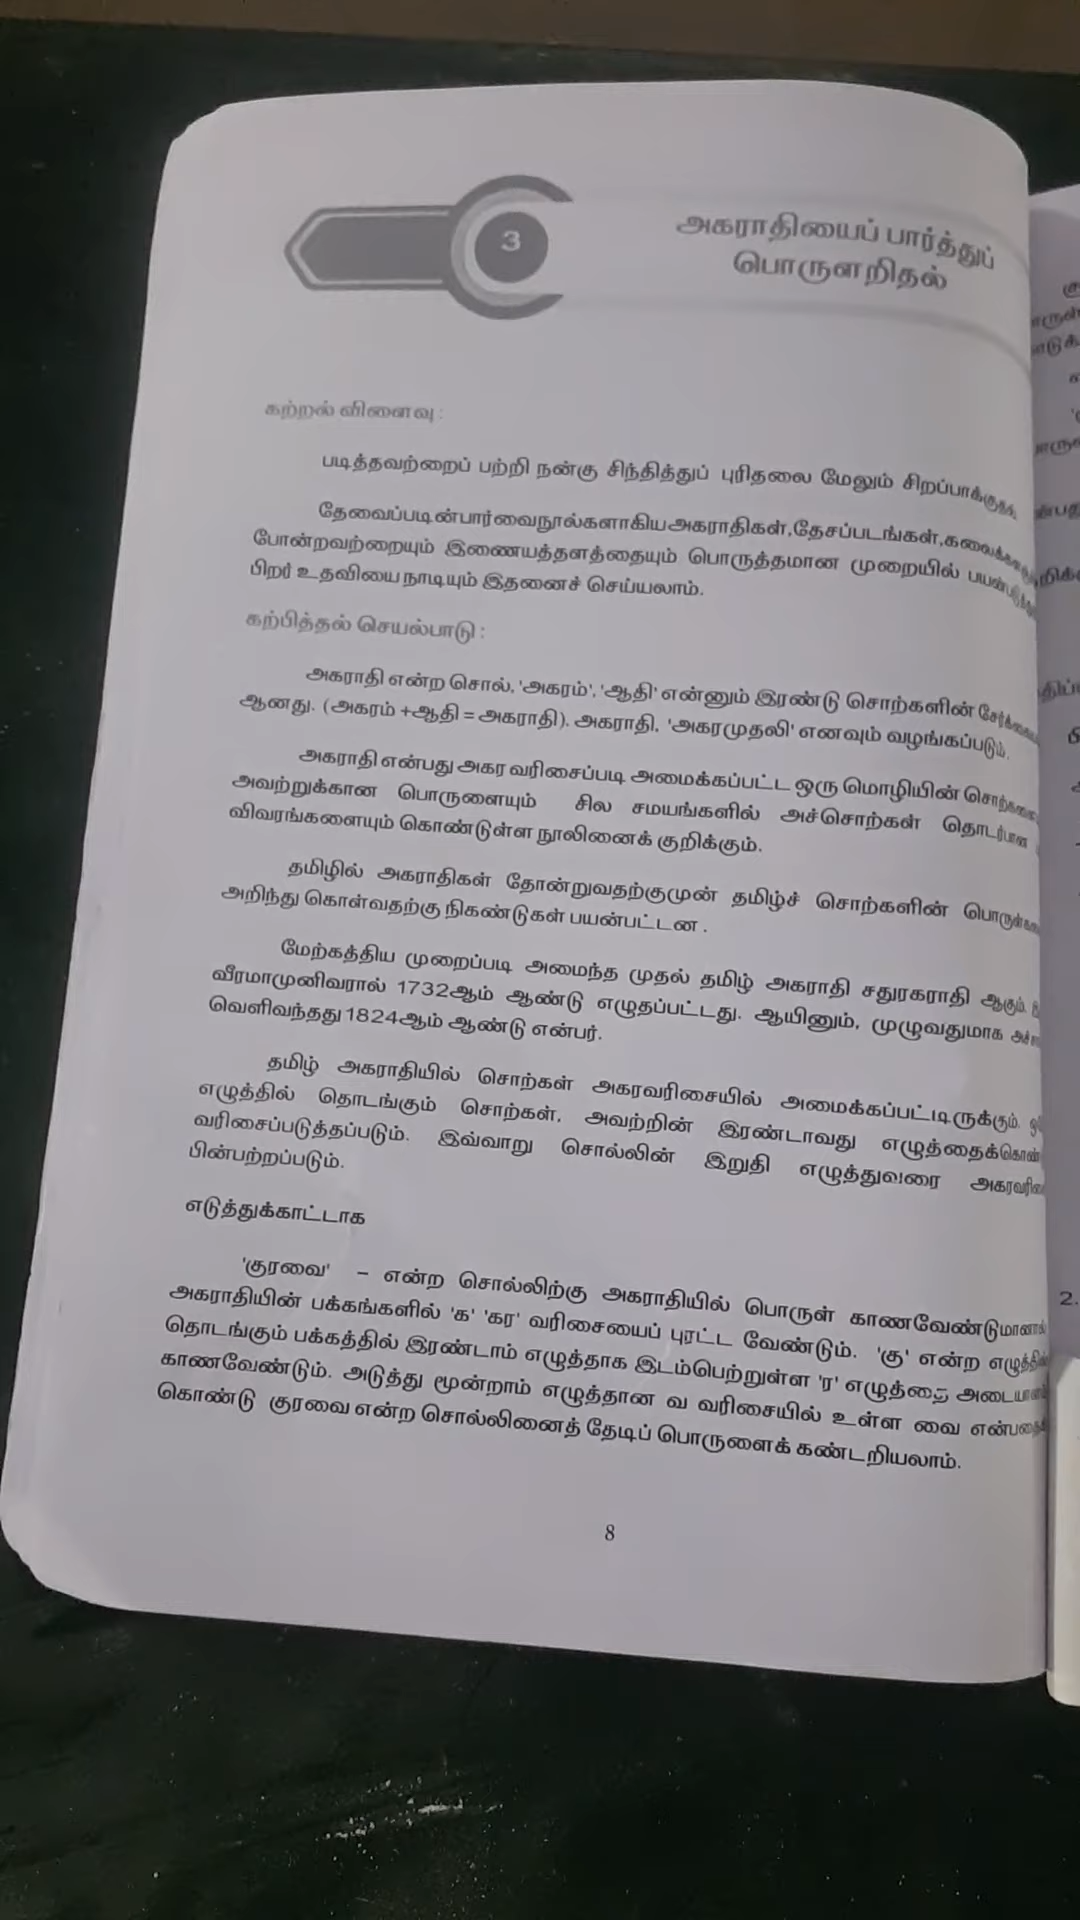 3
அகராதியைப் பார்த்துப்
பொருளறிதல்
கற்றல் விளைவு :
படித்தவற்றைப் பற்றி நன்கு சிந்தித்துப் புரிதலை மேலும்
தேவைப்படின்பார்வைநூல்களாகிய அகராதிகள்,தேசப்படங்கள்,
போன்றவற்றையும் இணையத்தளத்தையும் பொருத்தமான முறையில்
பிறர் உதவியை நாடியும் இதனைச் செய்யலாம்.
கற்பித்தல் செயல்பாடு :
அகராதி என்ற சொல், 'அகரம்', 'ஆதி' என்னும் இரண்டு சொற்களின்
ஆனது. (அகரம் +ஆதி = அகராதி). அகராதி, 'அகரமுதலி' எனவும் வழங்கப்படும்.
அகராதி என்பது அகர வரிசைப்படி அமைக்கப்பட்ட ஒரு மொழியின்
அவற்றுக்கான பொருளையும் சில சமயங்களில் அச்சொற்கள் தொடர்பான
விவரங்களையும் கொண்டுள்ள நூலினைக் குறிக்கும்.
தமிழில் அகராதிகள் தோன்றுவதற்குமுன் தமிழ்ச் சொற்களின்
அறிந்து கொள்வதற்கு நிகண்டுகள் பயன்பட்டன .
மேற்கத்திய முறைப்படி அமைந்த முதல் தமிழ் அகராதி சதுரகராதி ஆகும்.
வீரமாமுனிவரால் 1732ஆம் ஆண்டு எழுதப்பட்டது. ஆயினும், முழுவதுமாக
வெளிவந்தது 1824ஆம் ஆண்டு என்பர்.
தமிழ் அகராதியில் சொற்கள் அகரவரிசையில் அமைக்கப்பட்டிருக்கும்.
எழுத்தில் தொடங்கும் சொற்கள், அவற்றின் இரண்டாவது
வரிசைப்படுத்தப்படும். இவ்வாறு சொல்லின் இறுதி எழுத்துவரை
பின்பற்றப்படும்.
எடுத்துக்காட்டாக
'குரவை' – என்ற சொல்லிற்கு அகராதியில் பொருள் காணவேண்டுமானால்
அகராதியின் பக்கங்களில் 'க' 'கர' வரிசையைப் புரட்ட வேண்டும். 'கு' என்ற
தொடங்கும் பக்கத்தில் இரண்டாம் எழுத்தாக இடம்பெற்றுள்ள 'ர' எழுத்தை
காணவேண்டும். அடுத்து மூன்றாம் எழுத்தான வ வரிசையில் உள்ள வை
கொண்டு குரவை என்ற சொல்லினைத் தேடிப் பொருளைக் கண்டறியலாம்.
8
2.